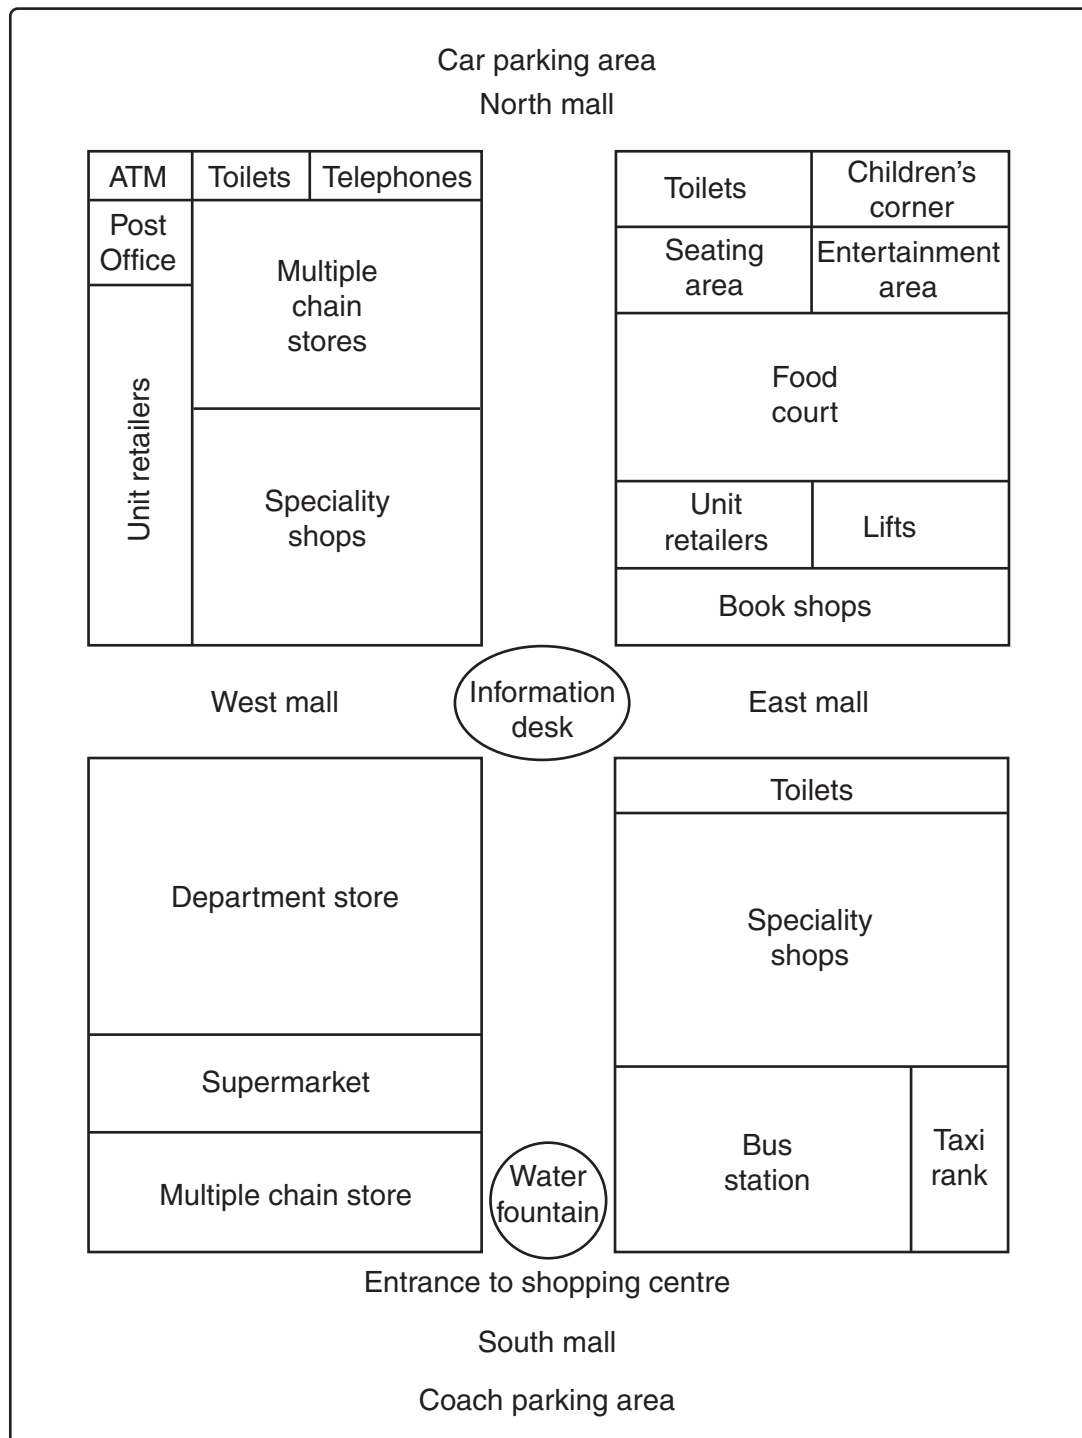 Car parking area
North mall
ATM
Toilets
Telephones
Post
Office
Multiple
chain
stores
Unit retailers
Speciality
shops
Toilets
Children's
corner
Seating
area
Entertainment
area
Food
court
Unit
retailers
Lifts
Book shops
West mall
Information
desk
East mall
Department store
Supermarket
Multiple chain store
Toilets
Speciality
shops
Bus
station
Taxi
rank
Water
fountain
Entrance to shopping centre
South mall
Coach parking area